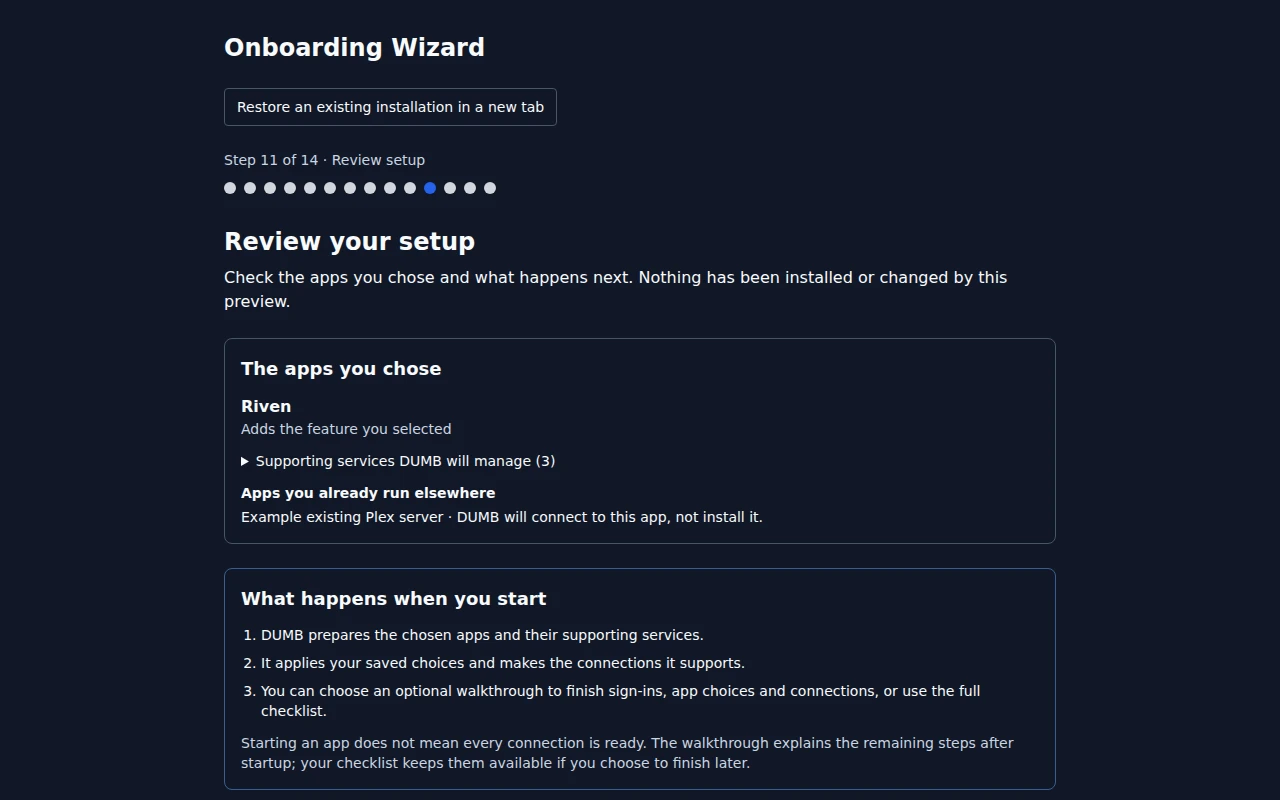 Onboarding Wizard
Restore an existing installation in a new tab
Step 11 of 14 · Review setup
Review your setup
Check the apps you chose and what happens next. Nothing has been installed or changed by this
preview.
The apps you chose
Riven
Adds the feature you selected
Supporting services DUMB will manage (3)
Apps you already run elsewhere
Example existing Plex server · DUMB will connect to this app, not install it.
What happens when you start
1. DUMB prepares the chosen apps and their supporting services.
2. It applies your saved choices and makes the connections it supports.
3. You can choose an optional walkthrough to finish sign-ins, app choices and connections, or use the full
checklist.
Starting an app does not mean every connection is ready. The walkthrough explains the remaining steps after
startup; your checklist keeps them available if you choose to finish later.